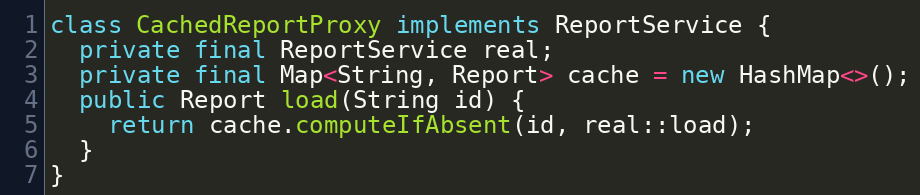 1 class CachedReportProxy implements ReportService {
2   private final ReportService real;
3   private final Map<String, Report> cache = new HashMap<>();
4   public Report load(String id) {
5     return cache.computeIfAbsent(id, real::load);
6   }
7 }